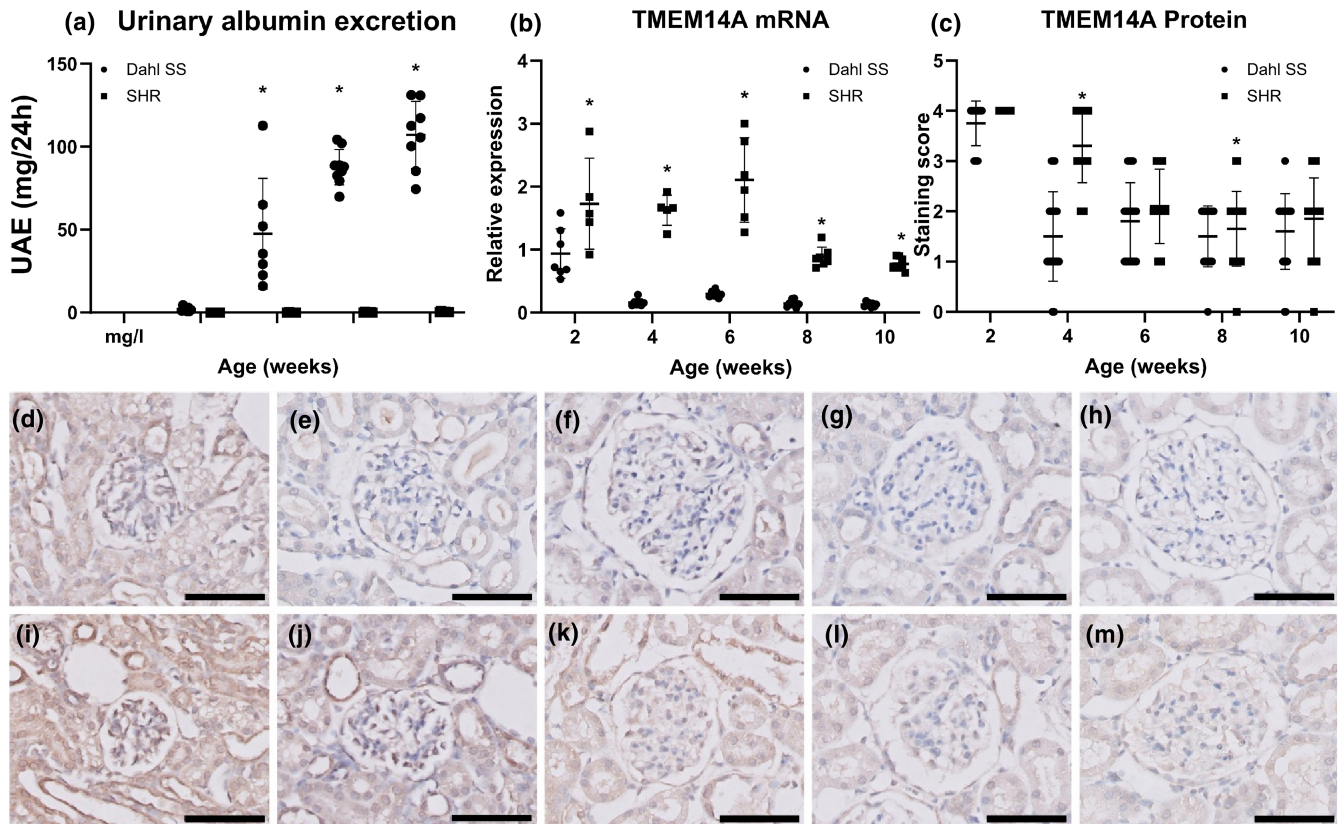 (a) Urinary albumin excretion
150
100
50
0
UAE (mg/24h)
Dahl SS
SHR
*
*
*
mg/l
Age (weeks)
(b) TMEM14A mRNA
4
3
2
1
0
Relative expression
Dahl SS
SHR
*
*
*
*
*
2 4 6 8 10
Age (weeks)
(c) TMEM14A Protein
5
4
3
2
1
0
Staining score
Dahl SS
SHR
*
*
2 4 6 8 10
Age (weeks)
(d) (e) (f) (g) (h)
(i) (j) (k) (l) (m)